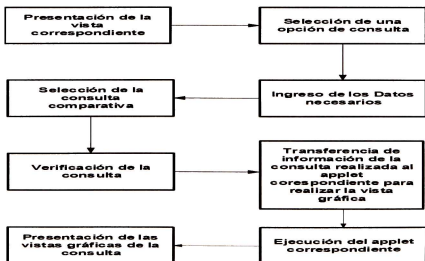 Presentación de la
vista
correspondiente
Selección de una
opción de consulta
Ingreso de los Datos
necesarios
Selección de la
consulta
comparativa
Verificación de la
consulta
Transferencia de
información de la
consulta realizada al
applet
corespondiente para
realizar la vista
gráfica
Ejecución del applet
correspondiente
Presentación de las
vistas gráficas de la
consulta